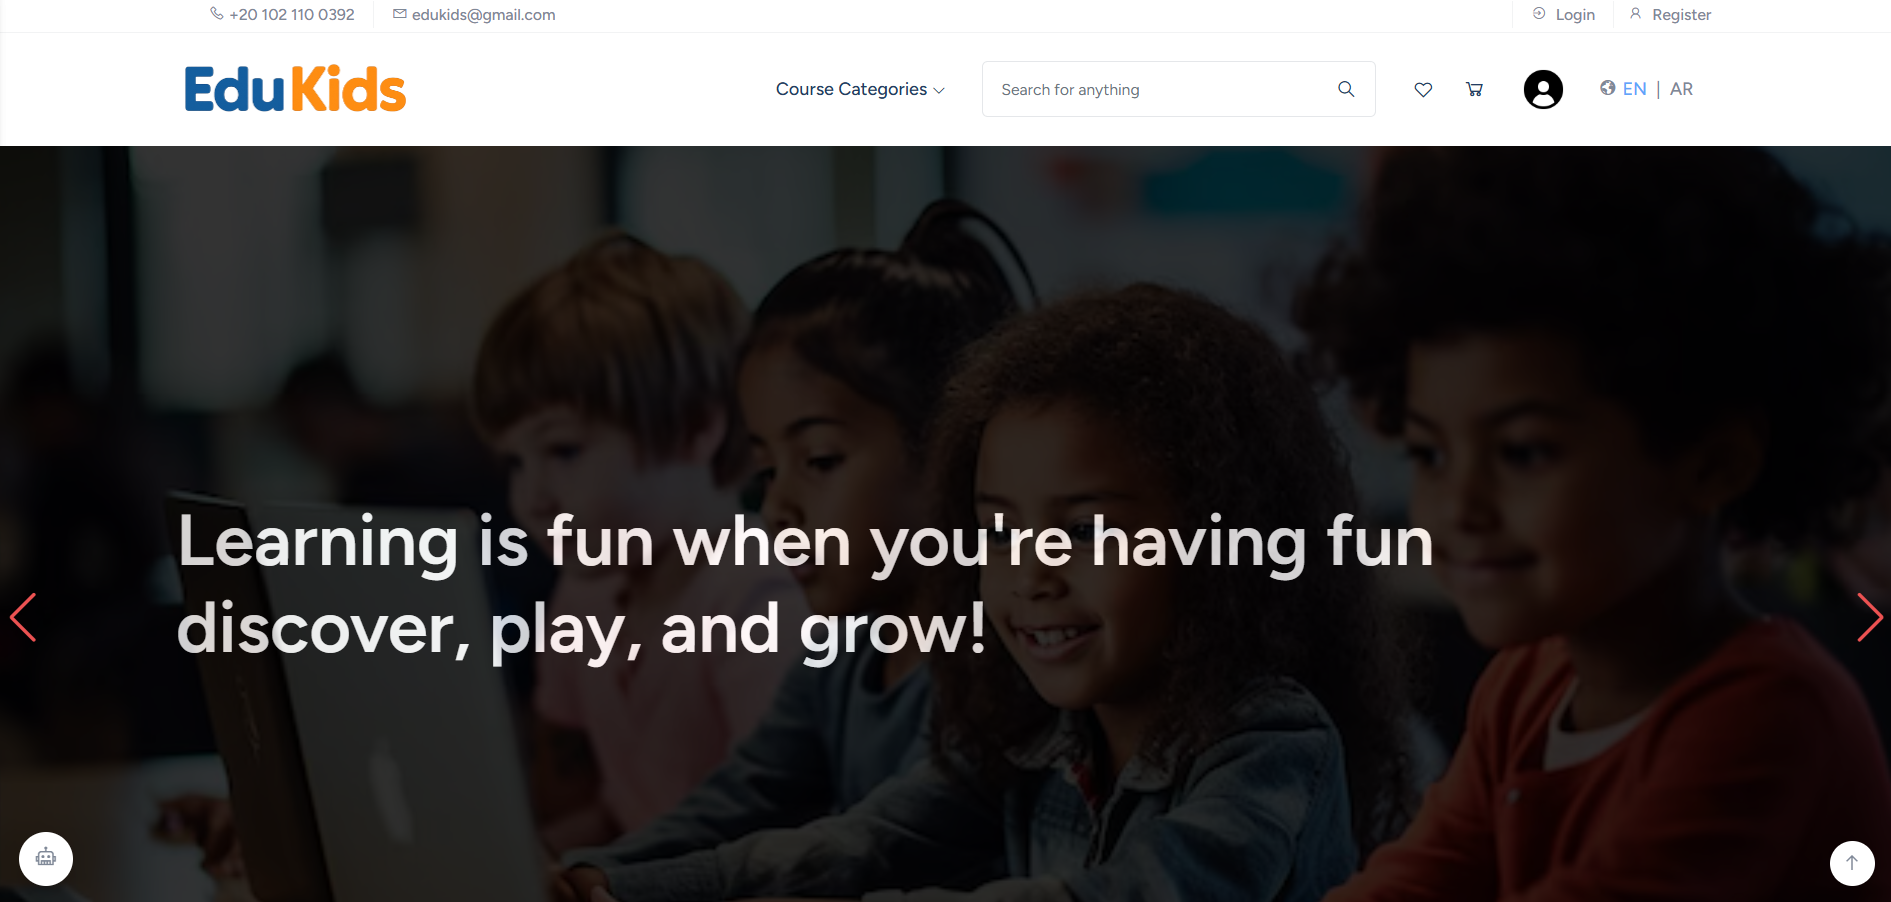 +20 102 110 0392
edukids@gmail.com
Login
Register
EduKids
Course Categories
Search for anything
EN | AR
Learning is fun when you're having fun
discover, play, and grow!